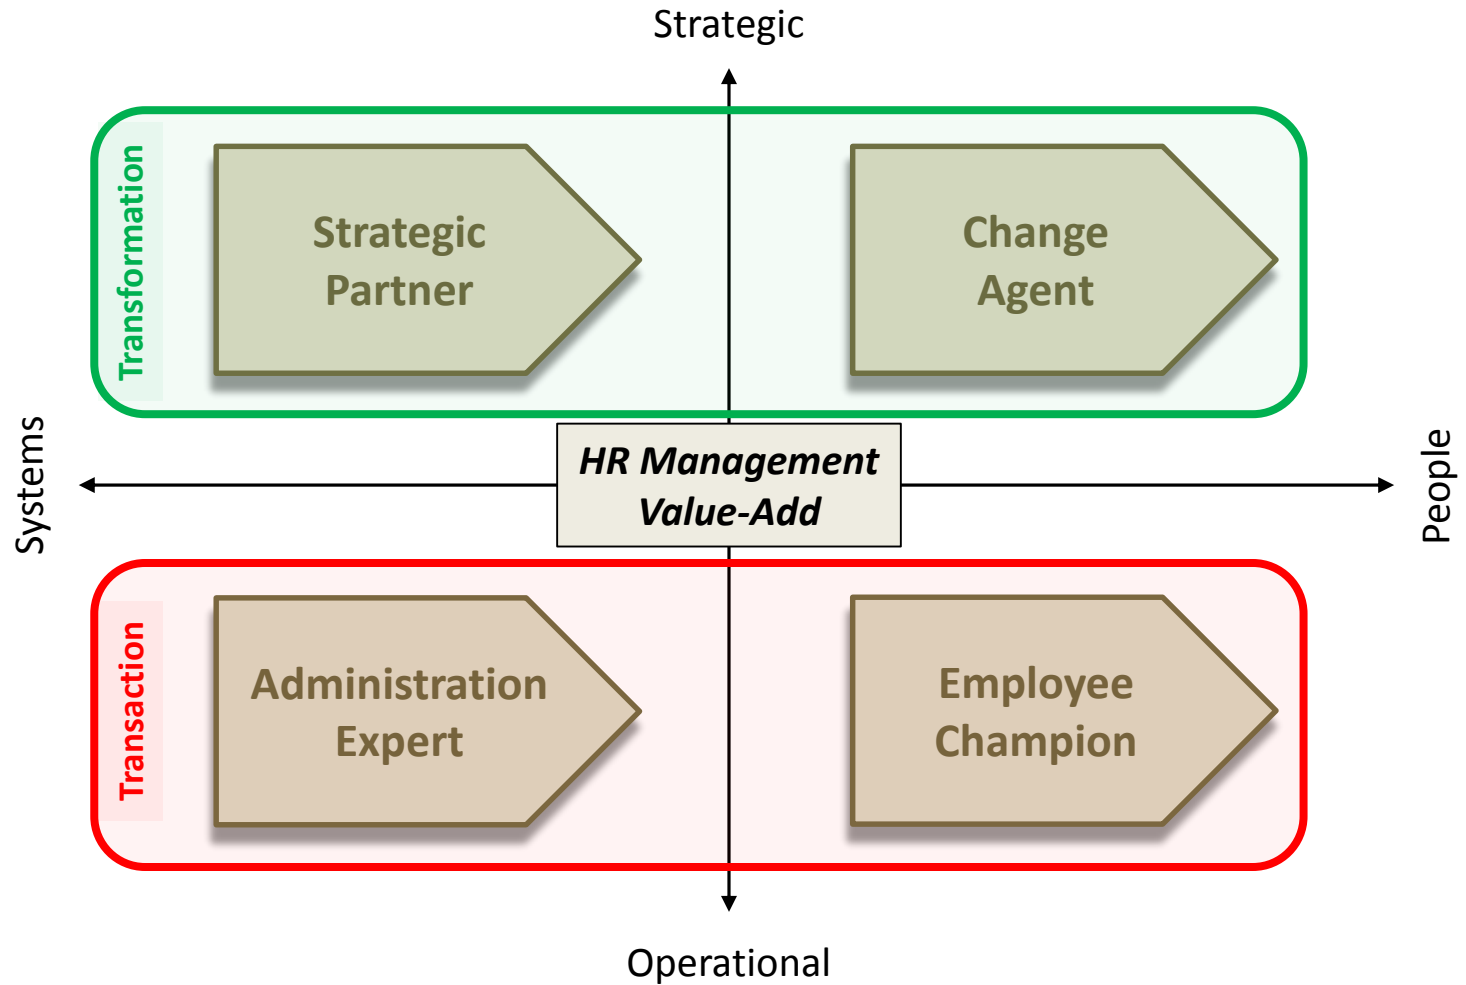 Strategic
Transformation
Strategic
Partner
Change
Agent
Systems
HR Management
Value-Add
People
Transaction
Administration
Expert
Employee
Champion
Operational